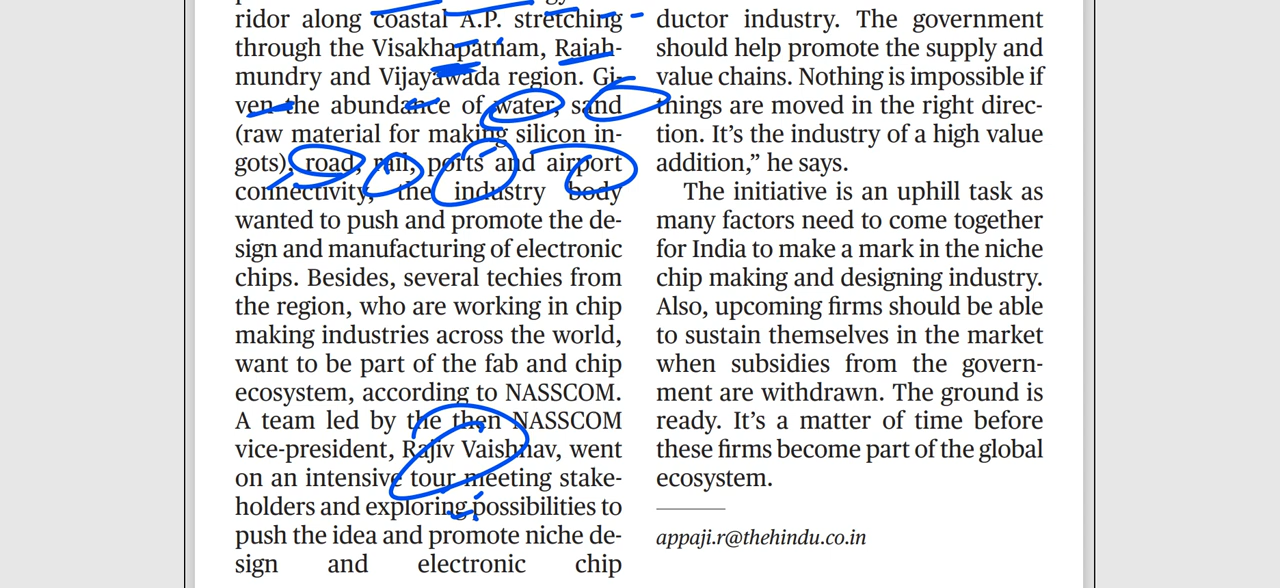 ridor along coastal A.P. stretching
through the Visakhapatnam, Rajah-
mundry and Vijayawada region. Gi-
ven the abundance of water, sand
(raw material for making silicon in-
gots), road, rail, ports and airport
connectivity, the industry body
wanted to push and promote the de-
sign and manufacturing of electronic
chips. Besides, several techies from
the region, who are working in chip
making industries across the world,
want to be part of the fab and chip
ecosystem, according to NASSCOM.
A team led by the then NASSCOM
vice-president, Rajiv Vaishnav, went
on an intensive tour meeting stake-
holders and exploring possibilities to
push the idea and promote niche de-
sign and electronic chip
ductor industry. The government
should help promote the supply and
value chains. Nothing is impossible if
things are moved in the right direc-
tion. It’s the industry of a high value
addition,” he says.
The initiative is an uphill task as
many factors need to come together
for India to make a mark in the niche
chip making and designing industry.
Also, upcoming firms should be able
to sustain themselves in the market
when subsidies from the govern-
ment are withdrawn. The ground is
ready. It’s a matter of time before
these firms become part of the global
ecosystem.
appaji.r@thehindu.co.in